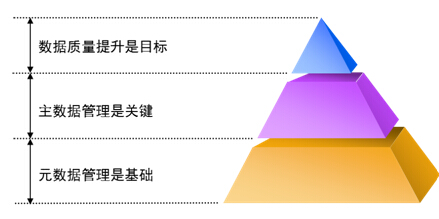 数据质量提升是目标
主数据管理是关键
元数据管理是基础